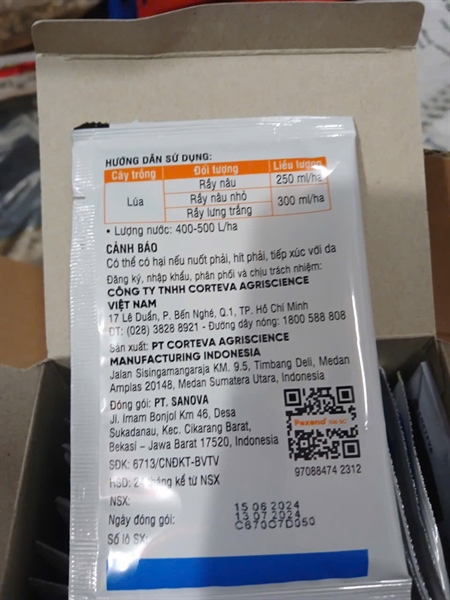 HƯỚNG DẪN SỬ DỤNG:
Cây trồng Đối tượng Liều lượng
Lúa Rầy nâu 250 ml/ha
Rầy nâu nhỏ 300 ml/ha
Rầy lưng trắng
• Lượng nước: 400-500 L/ha
CẢNH BÁO
Có thể có hại nếu nuốt phải, hít phải, tiếp xúc với da
Đăng ký, nhập khẩu, phân phối và chịu trách nhiệm:
CÔNG TY TNHH CORTEVA AGRISCIENCE
VIỆT NAM
17 Lê Duẩn, P. Bến Nghé, Q.1, TP. Hồ Chí Minh
ĐT: (028) 3828 8921 - Đường dây nóng: 1800 588 808
Sản xuất: PT CORTEVA AGRISCIENCE
MANUFACTURING INDONESIA
Jalan Sisingamangaraja KM. 9.5, Timbang Deli, Medan
Amplas 20148, Medan Sumatera Utara, Indonesia
Đóng gói: PT. SANOVA
Jl. Imam Bonjol Km 46, Desa
Sukadanau, Kec. Cikarang Barat,
Bekasi – Jawa Barat 17520, Indonesia
Pexena
SĐK: 6713/CNĐKT-BVTV
97088474 2312
HSD: 24 tháng kể từ NSX
NSX: 15 06 2024
Ngày đóng gói: 13 07 2024
Số lô SX: C670G7D050